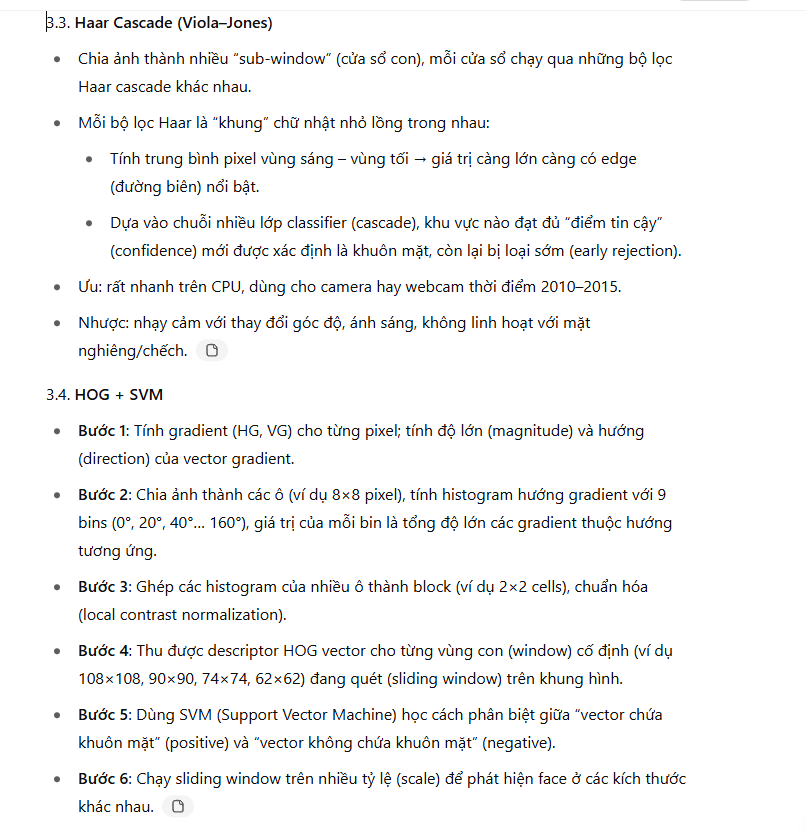 3.3. Haar Cascade (Viola–Jones)
Chia ảnh thành nhiều “sub-window” (cửa sổ con), mỗi cửa sổ chạy qua những bộ lọc
Haar cascade khác nhau.
Mỗi bộ lọc Haar là “khung” chữ nhật nhỏ lồng trong nhau:
Tính trung bình pixel vùng sáng – vùng tối → giá trị càng lớn càng có edge
(đường biên) nổi bật.
Dựa vào chuỗi nhiều lớp classifier (cascade), khu vực nào đạt đủ “điểm tin cậy”
(confidence) mới được xác định là khuôn mặt, còn lại bị loại sớm (early rejection).
Ưu: rất nhanh trên CPU, dùng cho camera hay webcam thời điểm 2010–2015.
Nhược: nhạy cảm với thay đổi góc độ, ánh sáng, không linh hoạt với mặt
nghiêng/chếch.
3.4. HOG + SVM
Bước 1: Tính gradient (HG, VG) cho từng pixel; tính độ lớn (magnitude) và hướng
(direction) của vector gradient.
Bước 2: Chia ảnh thành các ô (ví dụ 8×8 pixel), tính histogram hướng gradient với 9
bins (0°, 20°, 40°… 160°), giá trị của mỗi bin là tổng độ lớn các gradient thuộc hướng
tương ứng.
Bước 3: Ghép các histogram của nhiều ô thành block (ví dụ 2×2 cells), chuẩn hóa
(local contrast normalization).
Bước 4: Thu được descriptor HOG vector cho từng vùng con (window) cố định (ví dụ
108×108, 90×90, 74×74, 62×62) đang quét (sliding window) trên khung hình.
Bước 5: Dùng SVM (Support Vector Machine) học cách phân biệt giữa “vector chứa
khuôn mặt” (positive) và “vector không chứa khuôn mặt” (negative).
Bước 6: Chạy sliding window trên nhiều tỷ lệ (scale) để phát hiện face ở các kích thước
khác nhau.